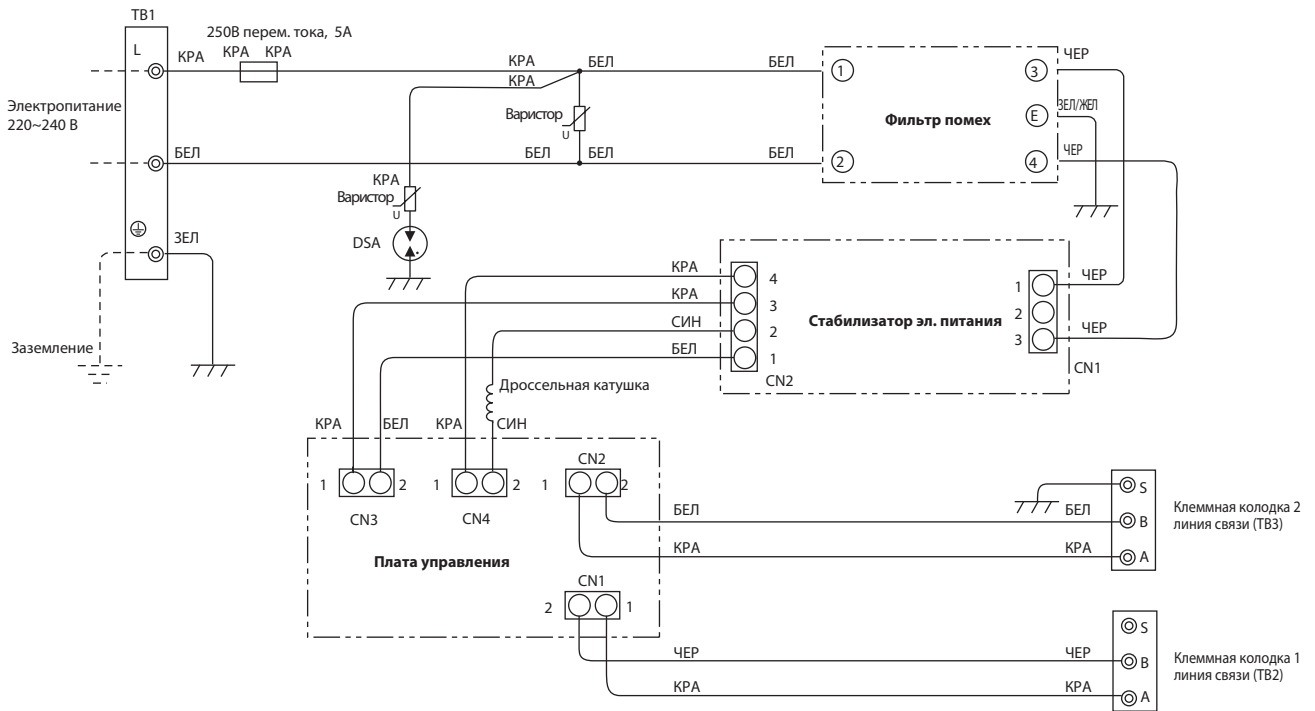 TB1
250В перем. тока, 5А
L
КРА
КРА КРА
КРА
КРА
БЕЛ
БЕЛ
1
3
ЧЕР
Электропитание
220~240 В
Варистор
U
Фильтр помех
E
ЗЕЛ/ЖЕЛ
БЕЛ
БЕЛ
БЕЛ
БЕЛ
2
4
ЧЕР
КРА
Варистор
U
DSA
ЗЕЛ
Заземление
КРА
4
КРА
3
СИН
2
БЕЛ
1
CN2
Стабилизатор эл. питания
1
ЧЕР
2
3
ЧЕР
CN1
Дроссельная катушка
КРА
БЕЛ
КРА
СИН
1
2
CN3
1
2
CN4
CN2
1
2
Плата управления
БЕЛ
БЕЛ
КРА
КРА
S
B
A
Клеммная колодка 2
линия связи (TB3)
CN1
2
1
ЧЕР
ЧЕР
КРА
КРА
S
B
A
Клеммная колодка 1
линия связи (TB2)